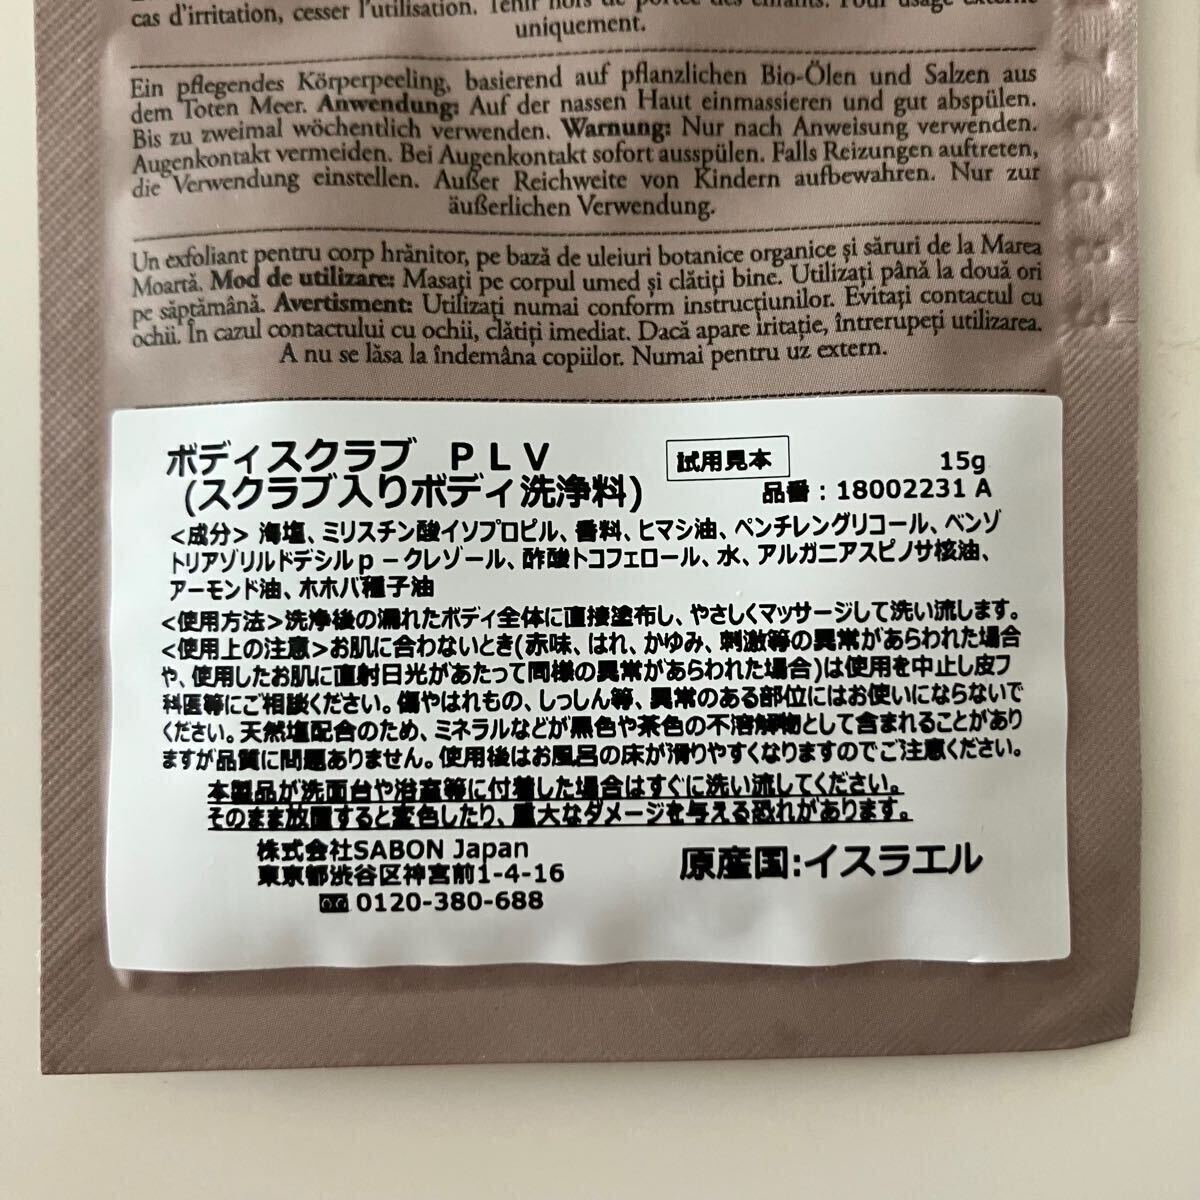 cas d'irritation, cesser l'utilisation. Tenir hors de portée des enfants. Pour usage externe
uniquement.
Ein pflegendes Körperpeeling, basierend auf pflanzlichen Bio-Ölen und Salzen aus
dem Toten Meer. Anwendung: Auf der nassen Haut einmassieren und gut abspülen.
Bis zu zweimal wöchentlich verwenden. Warnung: Nur nach Anweisung verwenden.
Augenkontakt vermeiden. Bei Augenkontakt sofort ausspülen. Falls Reizungen auftreten,
die Verwendung einstellen. Außer Reichweite von Kindern aufbewahren. Nur zur
äußerlichen Verwendung.
Un exfoliant pentru corp hrănitor, pe bază de uleiuri botanice organice și săruri de la Marea
Moartă. Mod de utilizare: Masați pe corpul umed și clătiți bine. Utilizați până la două ori
pe săptămână. Avertisment: Utilizați numai conform instrucțiunilor. Evitați contactul cu
ochii. În cazul contactului cu ochii, clătiți imediat. Dacă apare iritație, întrerupeți utilizarea.
A nu se lăsa la îndemâna copiilor. Numai pentru uz extern.
ボディスクラブ PLV 試用見本 15g
(スクラブ入りボディ洗浄料) 品番：18002231 A
<成分> 海塩、ミリスチン酸イソプロピル、香料、ヒマシ油、ペンチレングリコール、ベンゾ
トリアゾリルドデシルp－クレゾール、酢酸トコフェロール、水、アルガニアスピノサ核油、
アーモンド油、ホホバ種子油
<使用方法>洗浄後の濡れたボディ全体に直接塗布し、やさしくマッサージして洗い流します。
<使用上の注意>お肌に合わないとき(赤味、はれ、かゆみ、刺激等の異常があらわれた場合
や、使用したお肌に直射日光があたって同様の異常があらわれた場合)は使用を中止し皮フ
科医等にご相談ください。傷やはれもの、しっしん等、異常のある部位にはお使いにならないで
ください。天然塩配合のため、ミネラルなどが黒色や茶色の不溶解物として含まれることがあり
ますが品質に問題ありません。使用後はお風呂の床が滑りやすくなりますのでご注意ください。
本製品が洗面台や浴室等に付着した場合はすぐに洗い流してください。
そのまま放置すると変色したり、重大なダメージを与える恐れがあります。
株式会社SABON Japan
東京都渋谷区神宮前1-4-16
0120-380-688
原産国:イスラエル